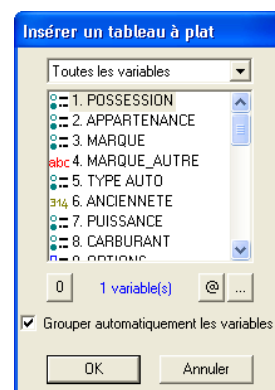 Insérer un tableau à plat
Toutes les variables
1. POSSESSION
2. APPARTENANCE
3. MARQUE
abc 4. MARQUE_AUTRE
5. TYPE AUTO
314 6. ANCIENNETE
7. PUISSANCE
8. CARBURANT
9. OPTIONS
0 1 variable(s) @ ...
Grouper automatiquement les variables
OK Annuler